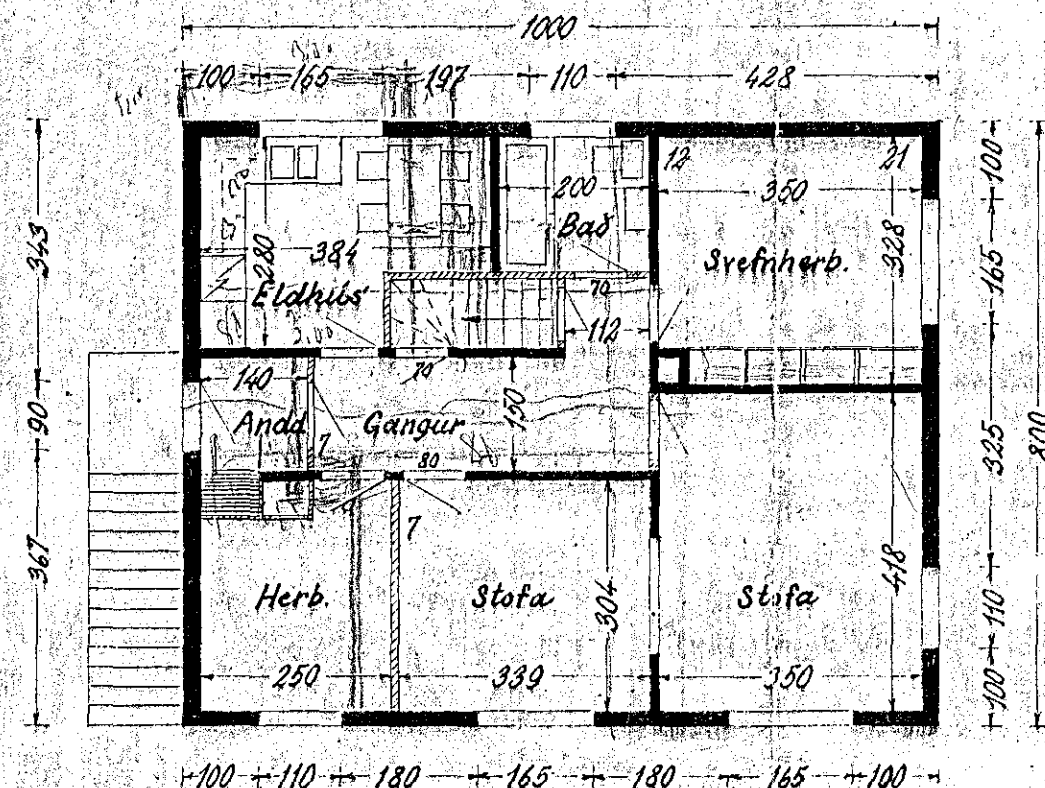 1000
100 165 197 110 428
12 21
200 350
100
Bað
343 280 384 Svefnherb. 328 165
Eldhús 70
112
70
140 150
90 Andd. Gangur 325 800
7 80
7
367 Herb. Stofa 304 Stofa 418 110
250 339 350 100
100 110 180 165 180 165 100